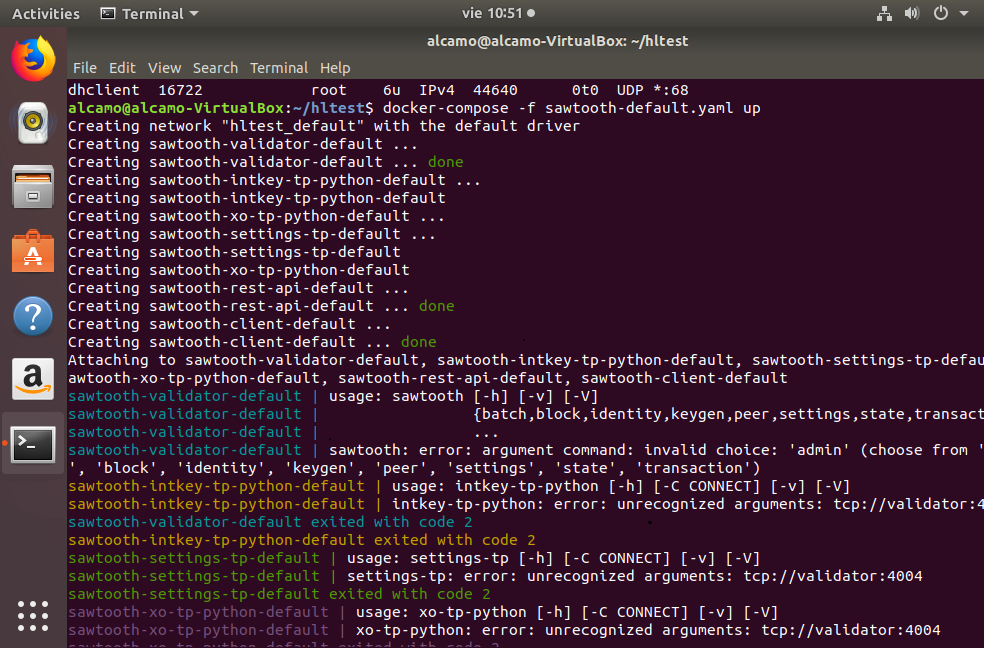 Activities Terminal vie 10:51
alcamo@alcamo-VirtualBox: ~/hltest
File Edit View Search Terminal Help
dhclient 16722 root 6u IPv4 44640 0t0 UDP *:68
alcamo@alcamo-VirtualBox:~/hltest$ docker-compose -f sawtooth-default.yaml up
Creating network "hltest_default" with the default driver
Creating sawtooth-validator-default ...
Creating sawtooth-validator-default ... done
Creating sawtooth-intkey-tp-python-default ...
Creating sawtooth-intkey-tp-python-default
Creating sawtooth-xo-tp-python-default ...
Creating sawtooth-settings-tp-default ...
Creating sawtooth-settings-tp-default
Creating sawtooth-xo-tp-python-default
Creating sawtooth-rest-api-default ...
Creating sawtooth-rest-api-default ... done
Creating sawtooth-client-default ...
Creating sawtooth-client-default ... done
Attaching to sawtooth-validator-default, sawtooth-intkey-tp-python-default, sawtooth-settings-tp-defau
awtooth-xo-tp-python-default, sawtooth-rest-api-default, sawtooth-client-default
sawtooth-validator-default | usage: sawtooth [-h] [-v] [-V]
sawtooth-validator-default | {batch,block,identity,keygen,peer,settings,state,transact
sawtooth-validator-default | ...
sawtooth-validator-default | sawtooth: error: argument command: invalid choice: 'admin' (choose from '
', 'block', 'identity', 'keygen', 'peer', 'settings', 'state', 'transaction')
sawtooth-intkey-tp-python-default | usage: intkey-tp-python [-h] [-C CONNECT] [-v] [-V]
sawtooth-intkey-tp-python-default | intkey-tp-python: error: unrecognized arguments: tcp://validator:4
sawtooth-validator-default exited with code 2
sawtooth-intkey-tp-python-default exited with code 2
sawtooth-settings-tp-default | usage: settings-tp [-h] [-C CONNECT] [-v] [-V]
sawtooth-settings-tp-default | settings-tp: error: unrecognized arguments: tcp://validator:4004
sawtooth-settings-tp-default exited with code 2
sawtooth-xo-tp-python-default | usage: xo-tp-python [-h] [-C CONNECT] [-v] [-V]
sawtooth-xo-tp-python-default | xo-tp-python: error: unrecognized arguments: tcp://validator:4004
sawtooth-xo-tp-python-default exited with code 2